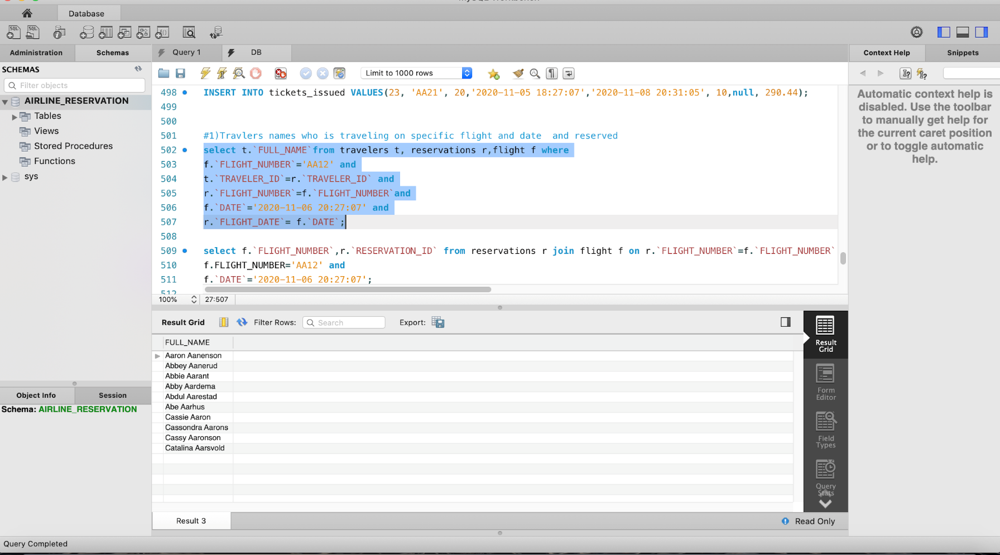 Database
SQL
SQL
Administration
Schemas
Query 1
DB
Context Help
Snippets
SCHEMAS
Filter objects
Limit to 1000 rows
AIRLINE_RESERVATION
Tables
Views
Stored Procedures
Functions
sys
498 INSERT INTO tickets_issued VALUES(23, 'AA21', 20,'2020-11-05 18:27:07','2020-11-08 20:31:05', 10,null, 290.44);
499
500
501 #1)Travlers names who is traveling on specific flight and date  and reserved
502 select t.`FULL_NAME`from travelers t, reservations r,flight f where
503 f.`FLIGHT_NUMBER`='AA12' and
504 t.`TRAVELER_ID`=r.`TRAVELER_ID` and
505 r.`FLIGHT_NUMBER`=f.`FLIGHT_NUMBER`and
506 f.`DATE`='2020-11-06 20:27:07' and
507 r.`FLIGHT_DATE`= f.`DATE`;
508
509 select f.`FLIGHT_NUMBER`,r.`RESERVATION_ID` from reservations r join flight f on r.`FLIGHT_NUMBER`=f.`FLIGHT_NUMBER`
510 f.FLIGHT_NUMBER='AA12' and
511 f.`DATE`='2020-11-06 20:27:07';
512
100%
27:507
Automatic context help is
disabled. Use the toolbar
to manually get help for
the current caret position
or to toggle automatic
help.
Result Grid
Filter Rows:
Search
Export:
FULL_NAME
Aaron Aanenson
Abbey Aanerud
Abbie Aarant
Abby Aardema
Abdul Aarestad
Abe Aarhus
Cassie Aaron
Cassondra Aarons
Cassy Aaronson
Catalina Aarsvold
Result
Grid
Form
Editor
Field
Types
Query
Stats
Object Info
Session
Schema: AIRLINE_RESERVATION
Result 3
Read Only
Query Completed